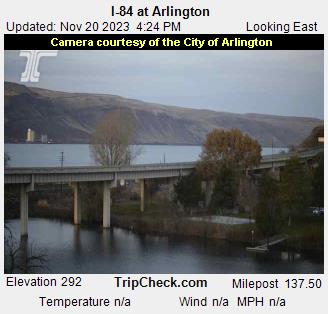 I-84 at Arlington
Updated: Nov 20 2023 4:24 PM Looking East
Camera courtesy of the City of Arlington
Elevation 292 TripCheck.com Milepost 137.50
Temperature n/a Wind n/a MPH n/a